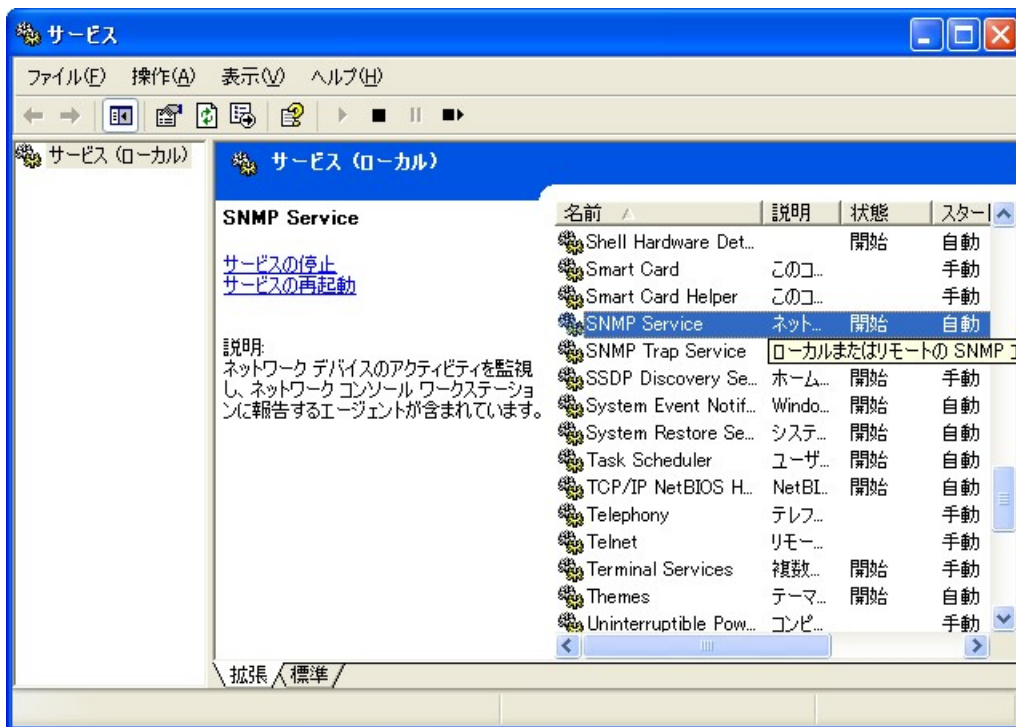 サービス
ファイル(F) 操作(A) 表示(V) ヘルプ(H)
サービス (ローカル)
サービス (ローカル)
SNMP Service
サービスの停止
サービスの再起動
説明:
ネットワーク デバイスのアクティビティを監視
し、ネットワーク コンソール ワークステーショ
ンに報告するエージェントが含まれています。
名前 説明 状態 スター
Shell Hardware Det... 開始 自動
Smart Card このコ... 手動
Smart Card Helper このコ... 手動
SNMP Service ネット... 開始 自動
SNMP Trap Service ローカルまたはリモートの SNMP
SSDP Discovery Se... ホーム... 開始 手動
System Event Notif... Windo... 開始 自動
System Restore Se... システ... 開始 自動
Task Scheduler ユーザ... 開始 自動
TCP/IP NetBIOS H... NetBI... 開始 自動
Telephony テレフ... 手動
Telnet リモー... 手動
Terminal Services 複数... 開始 手動
Themes テーマ... 開始 自動
Uninterruptible Pow... コンピ... 手動
拡張 標準